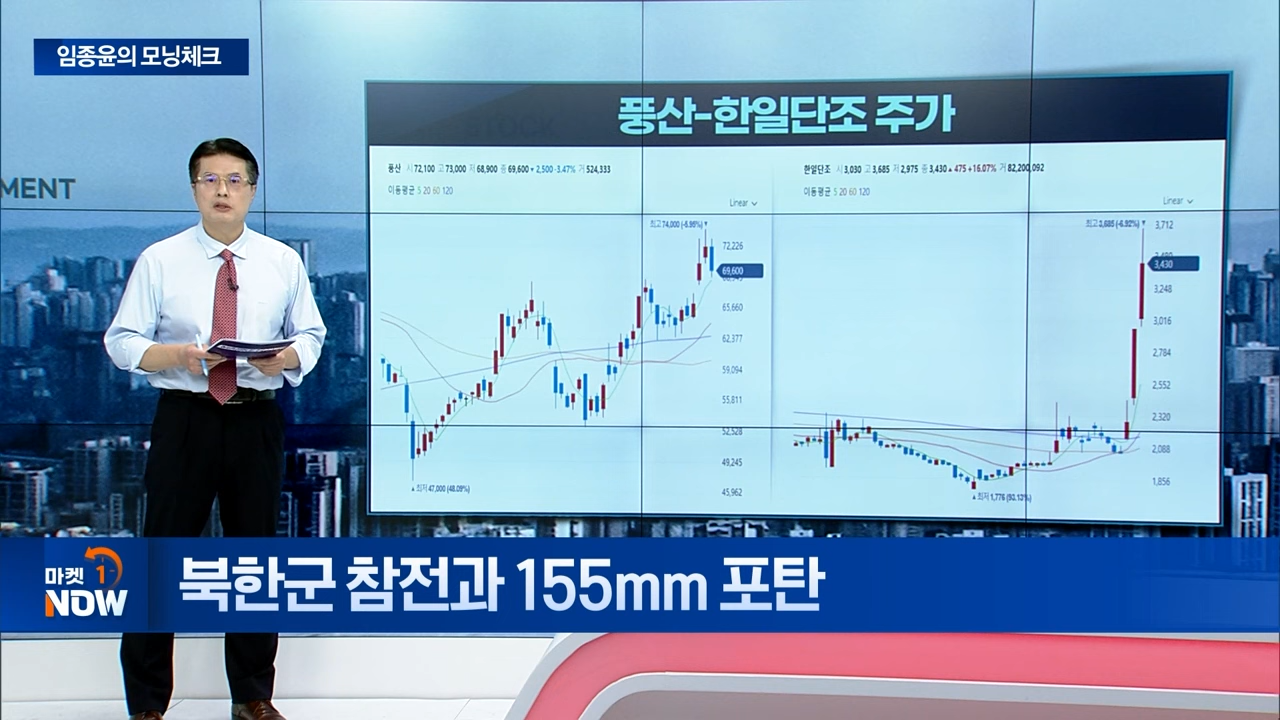 임종윤의 모닝체크
MENT
풍산-한일단조 주가
풍산 시 72,100 고 73,000 저 68,900 종 69,600 ▼ 2,500 -3.47% 거 524,333
이동평균 5 20 60 120
Linear
최고 74,000 (-5.95%)
72,226
69,600
65,660
62,377
59,094
55,811
52,528
49,245
45,962
▲ 최저 47,000 (48.09%)
한일단조 시 3,030 고 3,685 저 2,975 종 3,430 ▲ 475 +16.07% 거 82,200,092
이동평균 5 20 60 120
Linear
최고 3,685 (-6.92%)
3,712
3,430
3,248
3,016
2,784
2,552
2,320
2,088
1,856
▲ 최저 1,776 (93.13%)
마켓 1
NOW
북한군 참전과 155mm 포탄